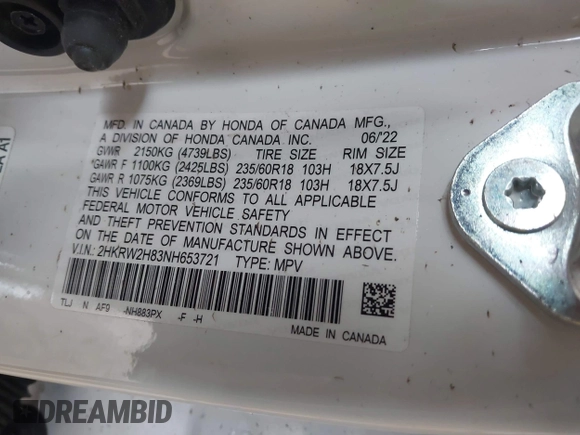 MFD. IN CANADA BY HONDA OF CANADA MFG.,
A DIVISION OF HONDA CANADA INC. 06/'22
GVWR 2150KG (4739LBS) TIRE SIZE RIM SIZE
*GAWR F 1100KG (2425LBS) 235/60R18 103H 18X7.5J
GAWR R 1075KG (2369LBS) 235/60R18 103H 18X7.5J
THIS VEHICLE CONFORMS TO ALL APPLICABLE
FEDERAL MOTOR VEHICLE SAFETY
AND THEFT PREVENTION STANDARDS IN EFFECT
ON THE DATE OF MANUFACTURE SHOWN ABOVE.
V.I.N.: 2HKRW2H83NH653721 TYPE: MPV
TLJ N AF9 -NH883PX -F -H
MADE IN CANADA
DREAMBID